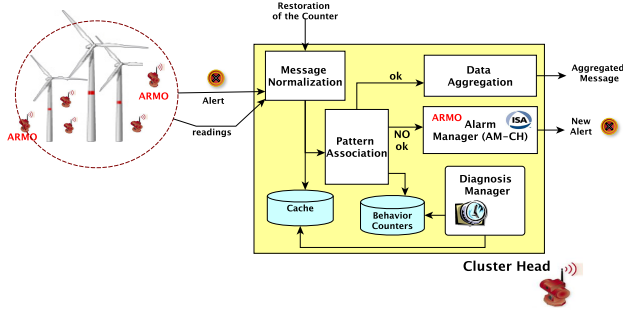 Restoration
of the Counter
Message
Normalization
ok
Data
Aggregation
Aggregated
Message
ARMO
Alert
ARMO
readings
Pattern
Association
NO
ok
ARMO Alarm
Manager (AM-CH)
ISA
New
Alert
Diagnosis
Manager
Cache
Behavior
Counters
Cluster Head